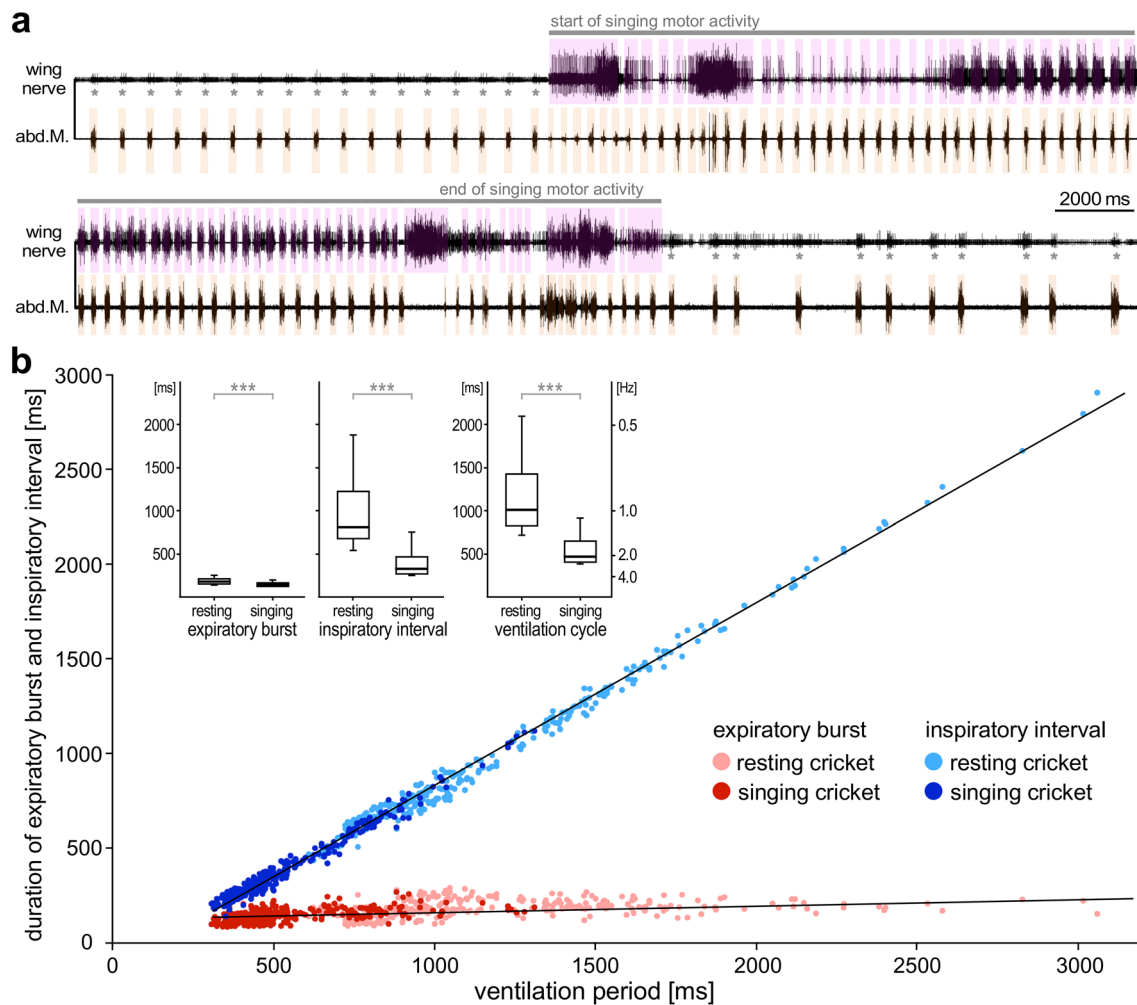 a
start of singing motor activity
wing
nerve
* * * * * * * * * * * * * * * * *
abd.M.
end of singing motor activity
2000 ms
wing
nerve
* * * * * * * * * * *
abd.M.
b
duration of expiratory burst and inspiratory interval [ms]
3000
2500
2000
1500
1000
500
0
[ms]
2000
1500
1000
500
***
resting singing
expiratory burst
***
resting singing
inspiratory interval
[ms]
2000
1500
1000
500
***
[Hz]
0.5
1.0
2.0
4.0
resting singing
ventilation cycle
expiratory burst
resting cricket
singing cricket
inspiratory interval
resting cricket
singing cricket
0 500 1000 1500 2000 2500 3000
ventilation period [ms]